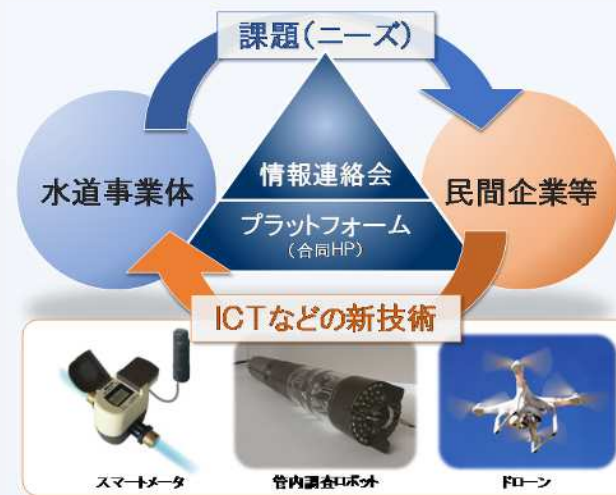 課題(ニーズ)
情報連絡会
水道事業体
民間企業等
プラットフォーム
(合同HP)
ICTなどの新技術
スマートメータ
管内調査ロボット
ドローン